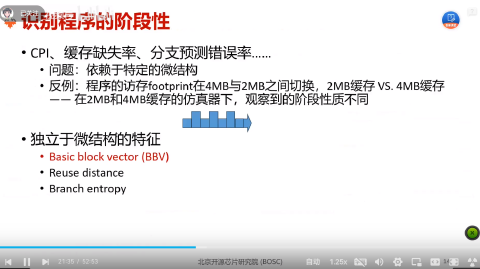 识别程序的阶段性
• CPI、缓存缺失率、分支预测错误率……
• 问题：依赖于特定的微结构
• 反例：程序的访存footprint在4MB与2MB之间切换，2MB缓存 VS. 4MB缓存
—— 在2MB和4MB缓存的仿真器下，观察到的阶段性质不同
• 独立于微结构的特征
• Basic block vector (BBV)
• Reuse distance
• Branch entropy
21:35 / 52:53
北京开源芯片研究院 (BOSC)
自动
1.25x